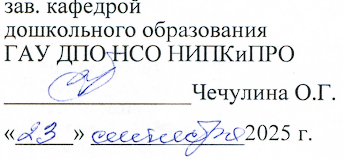 зав. кафедрой
дошкольного образования
ГАУ ДПО НСО НИПКиПРО
Чечулина О.Г.
«23» сентября 2025 г.